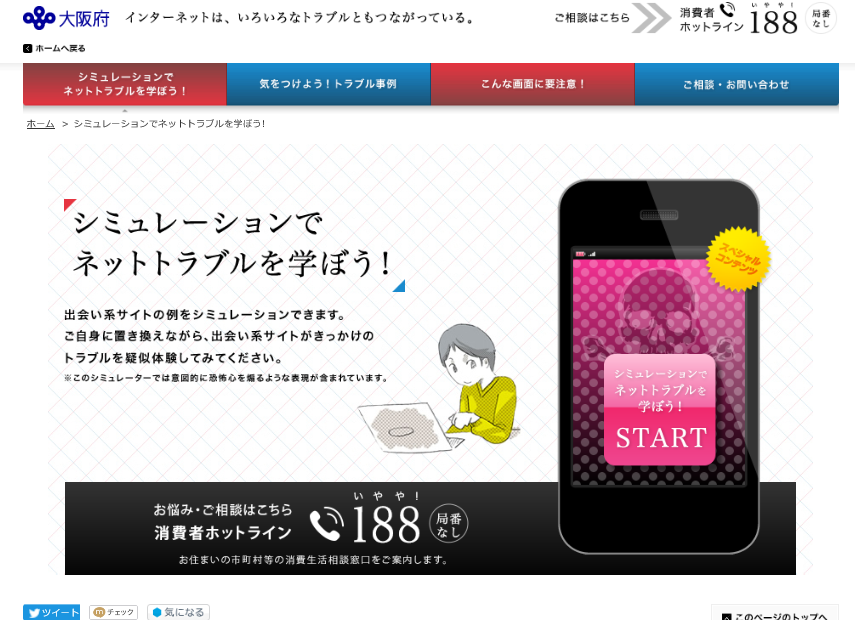 大阪府
インターネットは、いろいろなトラブルともつながっている。
ご相談はこちら
消費者
ホットライン
いやや!
188
局番
なし
ホームへ戻る
シミュレーションで
ネットトラブルを学ぼう!
気をつけよう!トラブル事例
こんな画面に要注意!
ご相談・お問い合わせ
ホーム > シミュレーションでネットトラブルを学ぼう!
シミュレーションで
ネットトラブルを学ぼう!
出会い系サイトの例をシミュレーションできます。
ご自身に置き換えながら、出会い系サイトがきっかけの
トラブルを疑似体験してみてください。
※このシミュレーターでは意図的に恐怖心を煽るような表現が含まれています。
スペシャル
コンテンツ
シミュレーションで
ネットトラブルを
学ぼう!
START
お悩み・ご相談はこちら
消費者ホットライン
いやや!
188
局番
なし
お住まいの市町村等の消費生活相談窓口をご案内します。
ツイート
チェック
気になる
このページのトップへ